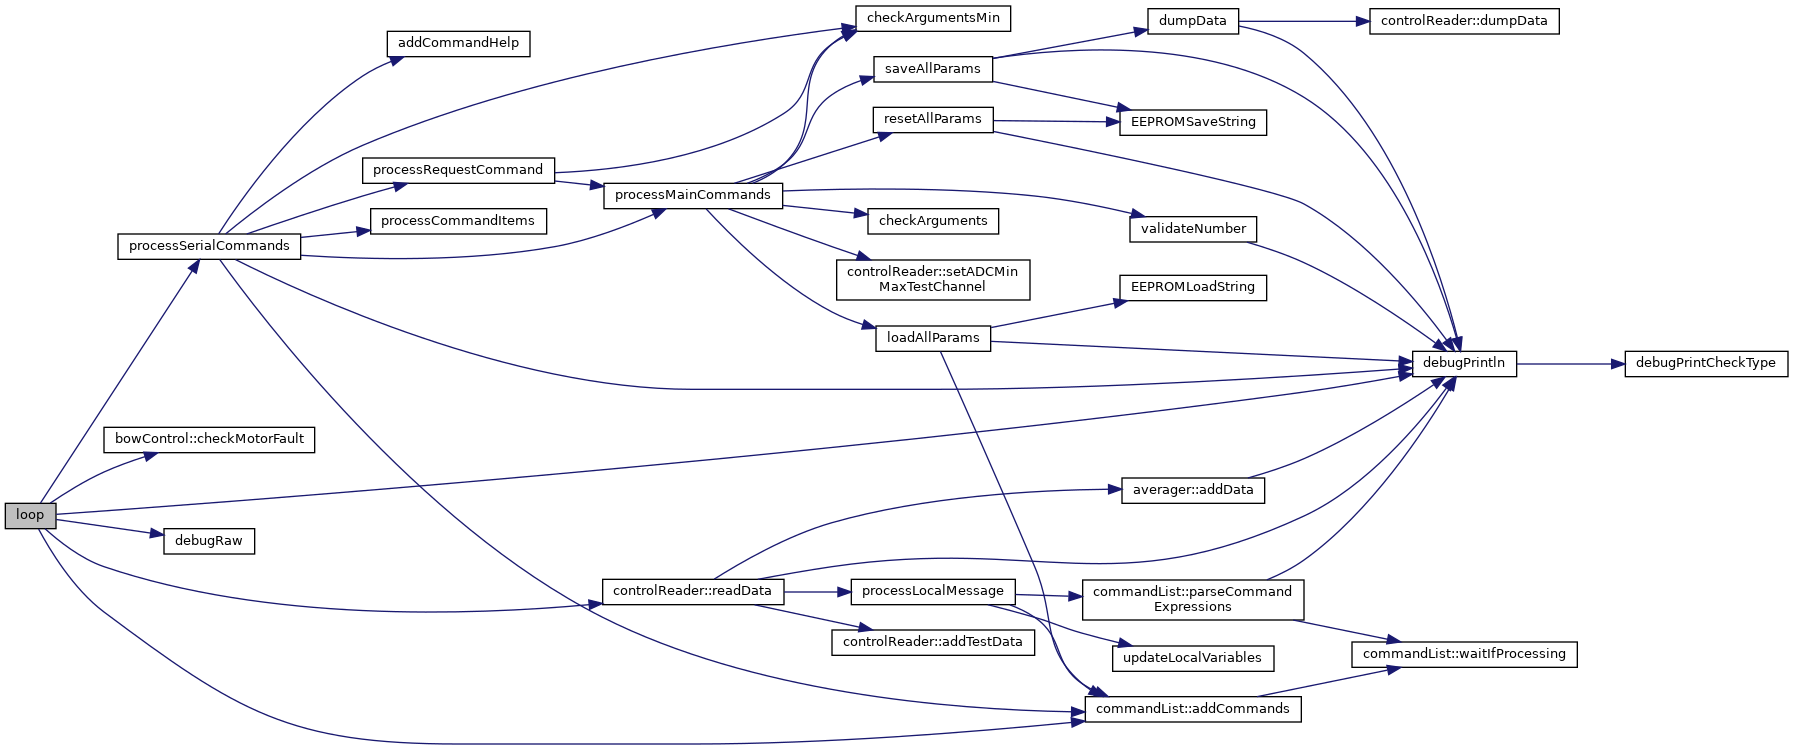 loop
processSerialCommands
bowControl::checkMotorFault
debugRaw
addCommandHelp
processRequestCommand
processCommandItems
processMainCommands
controlReader::readData
checkArgumentsMin
saveAllParams
resetAllParams
checkArguments
controlReader::setADCMin
MaxTestChannel
loadAllParams
processLocalMessage
controlReader::addTestData
dumpData
EEPROMSaveString
validateNumber
EEPROMLoadString
averager::addData
commandList::parseCommand
Expressions
updateLocalVariables
commandList::addCommands
controlReader::dumpData
debugPrintln
commandList::waitIfProcessing
debugPrintCheckType